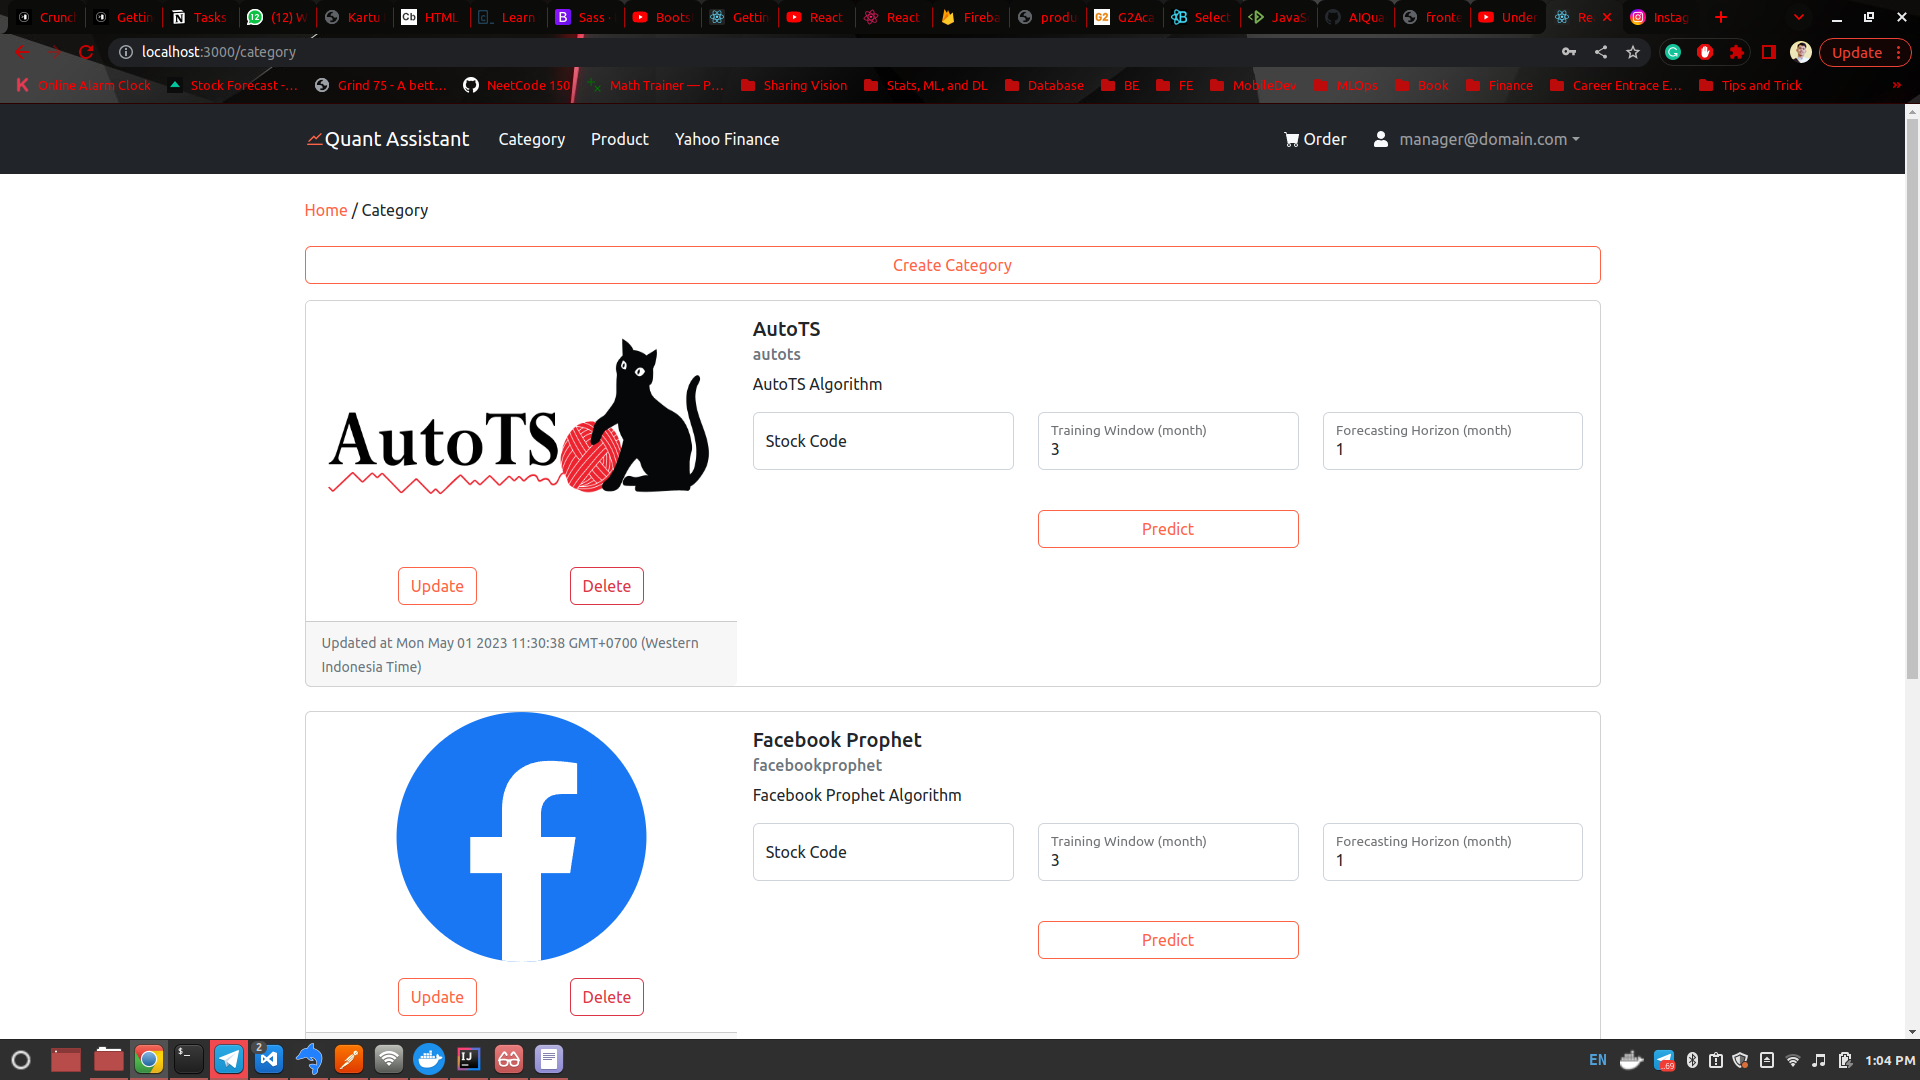 Crunc Gettin Tasks (12) W Kartu HTML Learn Sass Boots Gettin React React Fireba produ G2Aca Select JavaS AIQua fronte Under Re Instag
localhost:3000/category Update
Online Alarm Clock Stock Forecast -... Grind 75 - A bett... NeetCode 150 Math Trainer — P... Sharing Vision Stats, ML, and DL Database BE FE MobileDev MLOps Book Finance Career Entrace E... Tips and Trick »
Quant Assistant Category Product Yahoo Finance Order manager@domain.com
Home / Category
Create Category
AutoTS
AutoTS
autots
AutoTS Algorithm
Stock Code
Training Window (month)
3
Forecasting Horizon (month)
1
Predict
Update Delete
Updated at Mon May 01 2023 11:30:38 GMT+0700 (Western
Indonesia Time)
Facebook Prophet
facebookprophet
Facebook Prophet Algorithm
Stock Code
Training Window (month)
3
Forecasting Horizon (month)
1
Predict
Update Delete
EN 1:04 PM